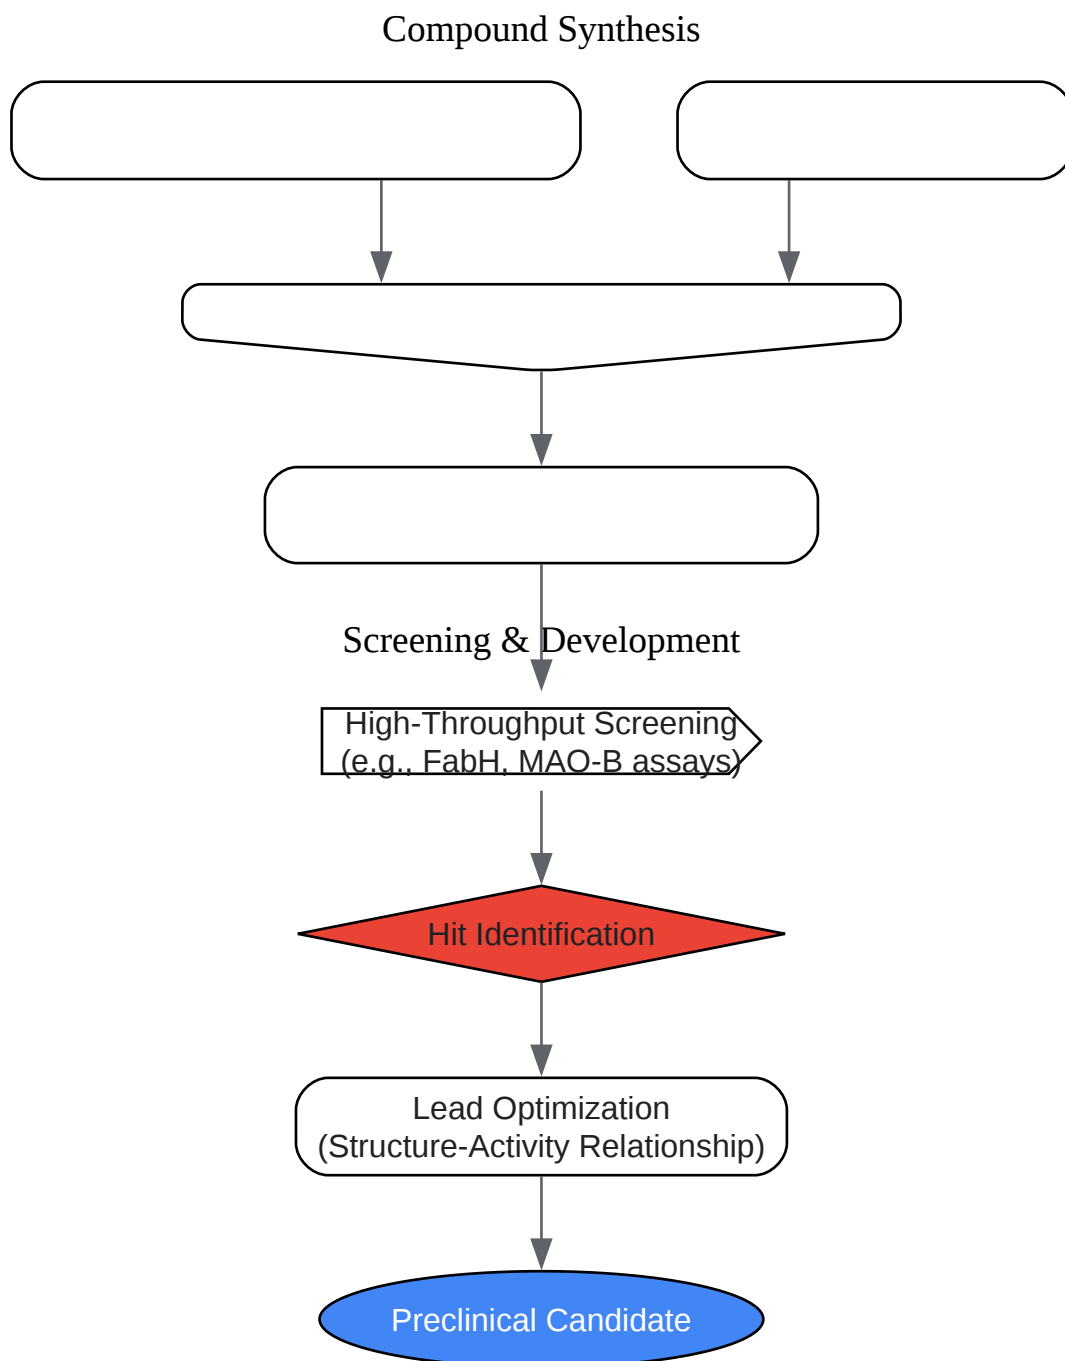 Compound Synthesis
Screening & Development
High-Throughput Screening
(e.g., FabH, MAO-B assays)
Hit Identification
Lead Optimization
(Structure-Activity Relationship)
Preclinical Candidate